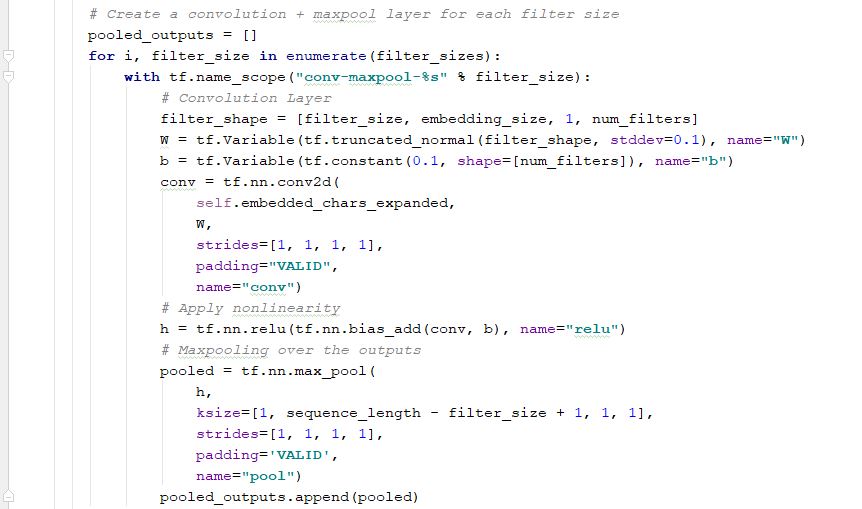 # Create a convolution + maxpool layer for each filter size
pooled_outputs = []
for i, filter_size in enumerate(filter_sizes):
    with tf.name_scope("conv-maxpool-%s" % filter_size):
        # Convolution Layer
        filter_shape = [filter_size, embedding_size, 1, num_filters]
        W = tf.Variable(tf.truncated_normal(filter_shape, stddev=0.1), name="W")
        b = tf.Variable(tf.constant(0.1, shape=[num_filters]), name="b")
        conv = tf.nn.conv2d(
            self.embedded_chars_expanded,
            W,
            strides=[1, 1, 1, 1],
            padding="VALID",
            name="conv")
        # Apply nonlinearity
        h = tf.nn.relu(tf.nn.bias_add(conv, b), name="relu")
        # Maxpooling over the outputs
        pooled = tf.nn.max_pool(
            h,
            ksize=[1, sequence_length - filter_size + 1, 1, 1],
            strides=[1, 1, 1, 1],
            padding='VALID',
            name="pool")
        pooled_outputs.append(pooled)